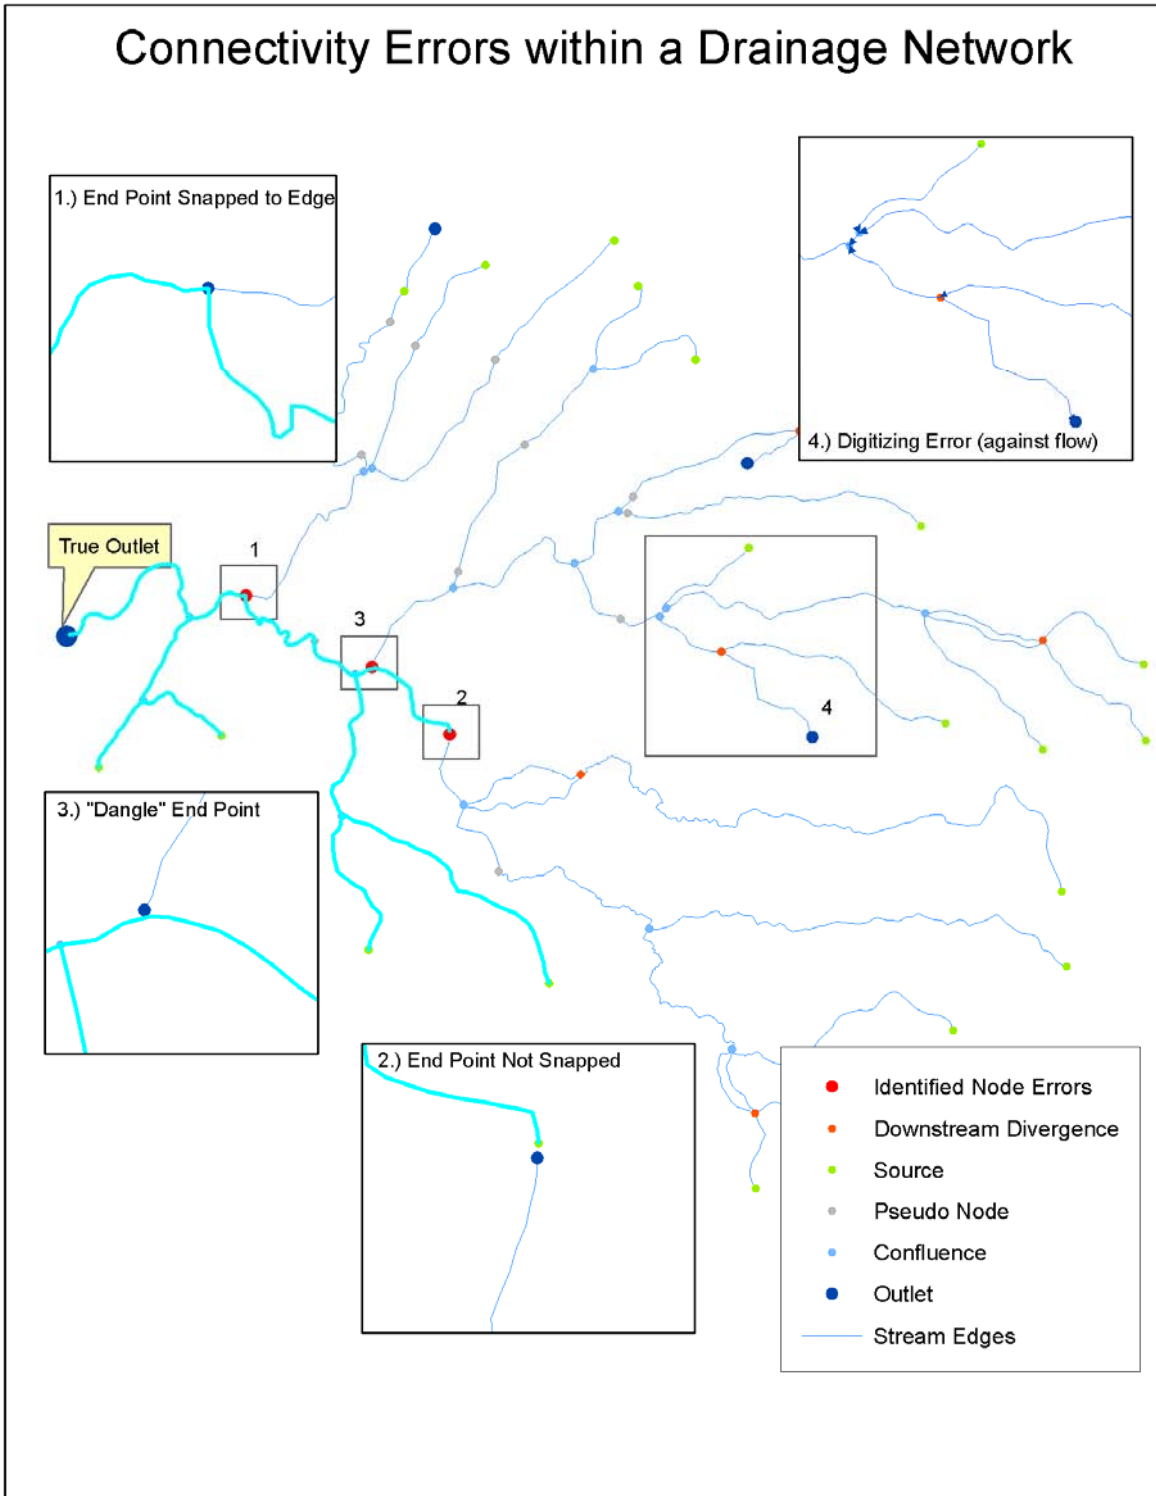 Connectivity Errors within a Drainage Network
1.) End Point Snapped to Edge
4.) Digitizing Error (against flow)
True Outlet
1
3
2
4
3.) "Dangle" End Point
2.) End Point Not Snapped
Identified Node Errors
Downstream Divergence
Source
Pseudo Node
Confluence
Outlet
Stream Edges